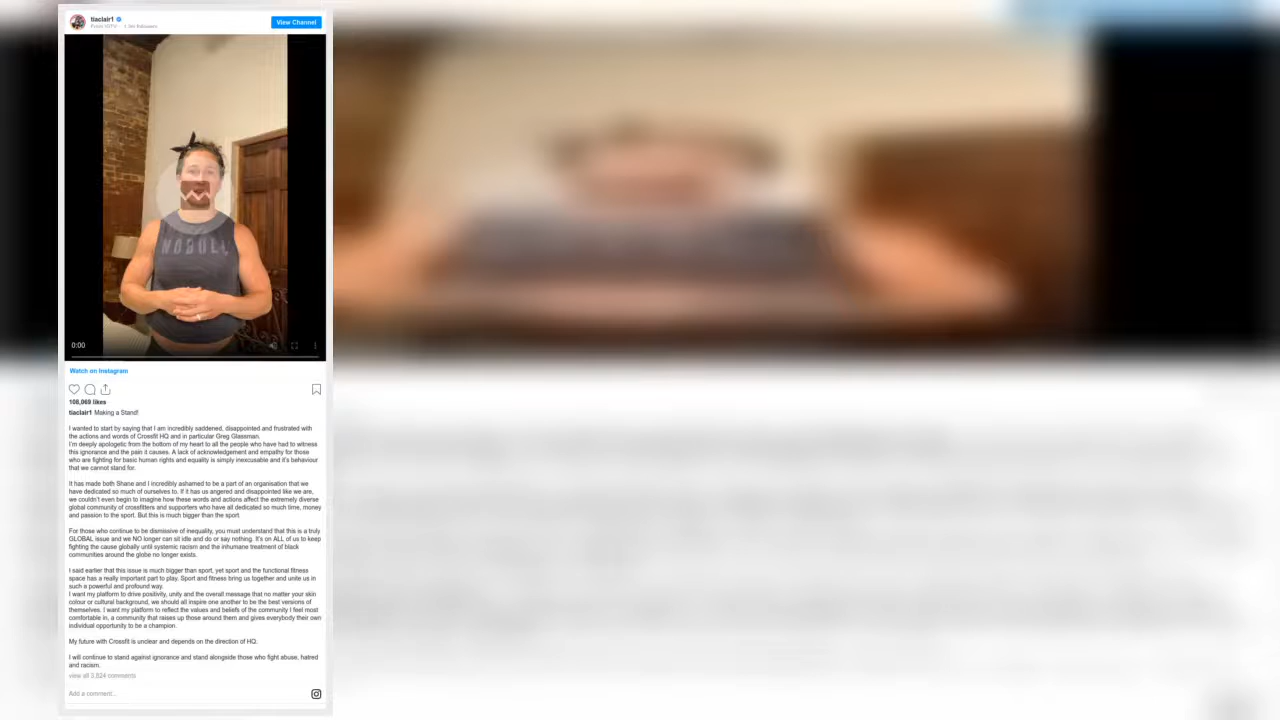 tiaclair1
View Channel
NOBULL
0:00
Watch on Instagram
108,069 likes
tiaclair1 Making a Stand!
I wanted to start by saying that I am incredibly saddened, disappointed and frustrated with
the actions and words of Crossfit HQ and in particular Greg Glassman.
I'm deeply apologetic from the bottom of my heart to all the people who have had to witness
this ignorance and the pain it causes. A lack of acknowledgement and empathy for those
who are fighting for basic human rights and equality is simply inexcusable and it's behaviour
that we cannot stand for.
It has made both Shane and I incredibly ashamed to be a part of an organisation that we
have dedicated so much of ourselves to. If it has us angered and disappointed like we are,
we couldn't even begin to imagine how these words and actions affect the extremely diverse
global community of crossfitters and supporters who have all dedicated so much time, money
and passion to the sport. But this is much bigger than the sport.
For those who continue to be dismissive of inequality, you must understand that this is a truly
GLOBAL issue and we NO longer can sit idle and do or say nothing. It's on ALL of us to keep
fighting the cause globally until systemic racism and the inhumane treatment of black
communities around the globe no longer exists.
I said earlier that this issue is much bigger than sport, yet sport and the functional fitness
space has a really important part to play. Sport and fitness bring us together and unite us in
such a powerful and profound way.
I want my platform to drive positivity, unity and the overall message that no matter your skin
colour or cultural background, we should all inspire one another to be the best versions of
themselves. I want my platform to reflect the values and beliefs of the community I feel most
comfortable in, a community that raises up those around them and gives everybody their own
individual opportunity to be a champion.
My future with Crossfit is unclear and depends on the direction of HQ.
I will continue to stand against ignorance and stand alongside those who fight abuse, hatred
and racism.
view all 3,824 comments
Add a comment...